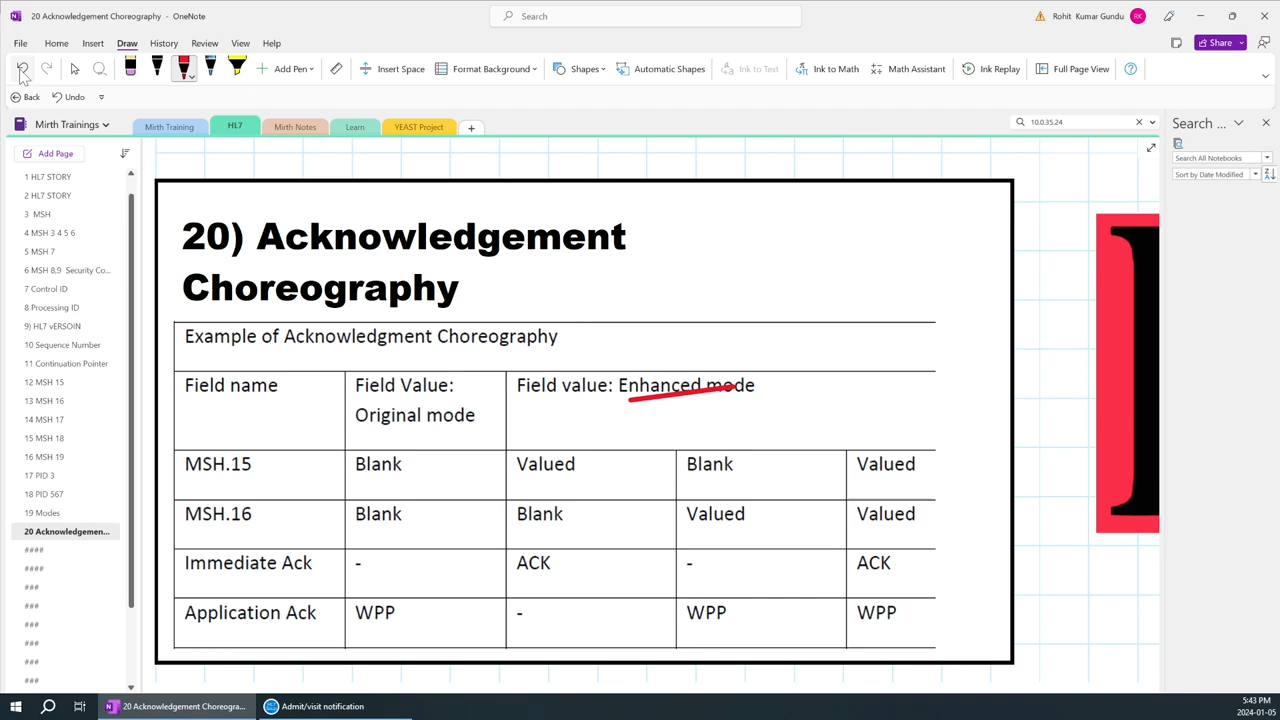 20 Acknowledgement Choreography - OneNote
Search
Rohit Kumar Gundu
RK
File
Home
Insert
Draw
History
Review
View
Help
Share
Draw Pen
Insert Space
Format Background
Shapes
Automatic Shapes
Ink to Text
Ink to Math
Math Assistant
Ink Replay
Full Page View
Back
Undo
Mirth Trainings
Mirth Training
HL7
Mirth Notes
Learn
YEAST Project
10.0.35.24
Search ...
Search All Notebooks
Sort by Date Modified
Add Page
1 HL7 STORY
2 HL7 STORY
3 MSH
4 MSH 3 4 5 6
5 MSH 7
6 MSH 8,9 Security Co...
7 Control ID
8 Processing ID
9) HL7 vERSOIN
10 Sequence Number
11 Continuation Pointer
12 MSH 15
13 MSH 16
14 MSH 17
15 MSH 18
16 MSH 19
17 PID 3
18 PID 567
19 Modes
20 Acknowledgemen...
####
####
###
###
###
###
###
###
20) Acknowledgement
Choreography
Example of Acknowledgment Choreography
Field name
Field Value:
Original mode
Field value: Enhanced mode
MSH.15 Blank Valued Blank Valued
MSH.16 Blank Blank Valued Valued
Immediate Ack - ACK - ACK
Application Ack WPP - WPP WPP
20 Acknowledgement Choreogra...
Admit/visit notification
5:43 PM
2024-01-05